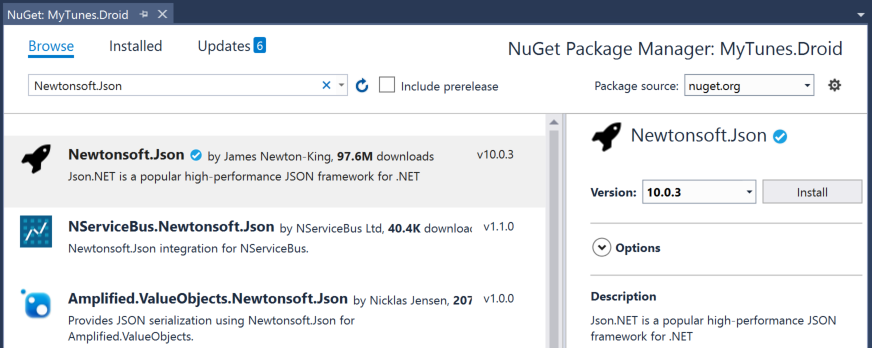 NuGet: MyTunes.Droid
Browse Installed Updates 6
NuGet Package Manager: MyTunes.Droid
Newtonsoft.Json
Include prerelease
Package source: nuget.org
Newtonsoft.Json by James Newton-King, 97.6M downloads v10.0.3
Json.NET is a popular high-performance JSON framework for .NET
NServiceBus.Newtonsoft.Json by NServiceBus Ltd, 40.4K downloac v1.1.0
Newtonsoft.Json integration for NServiceBus.
Amplified.ValueObjects.Newtonsoft.Json by Nicklas Jensen, 207 v1.0.0
Provides JSON serialization using Newtonsoft.Json for
Amplified.ValueObjects.
Newtonsoft.Json
Version: 10.0.3 Install
Options
Description
Json.NET is a popular high-performance JSON
framework for .NET